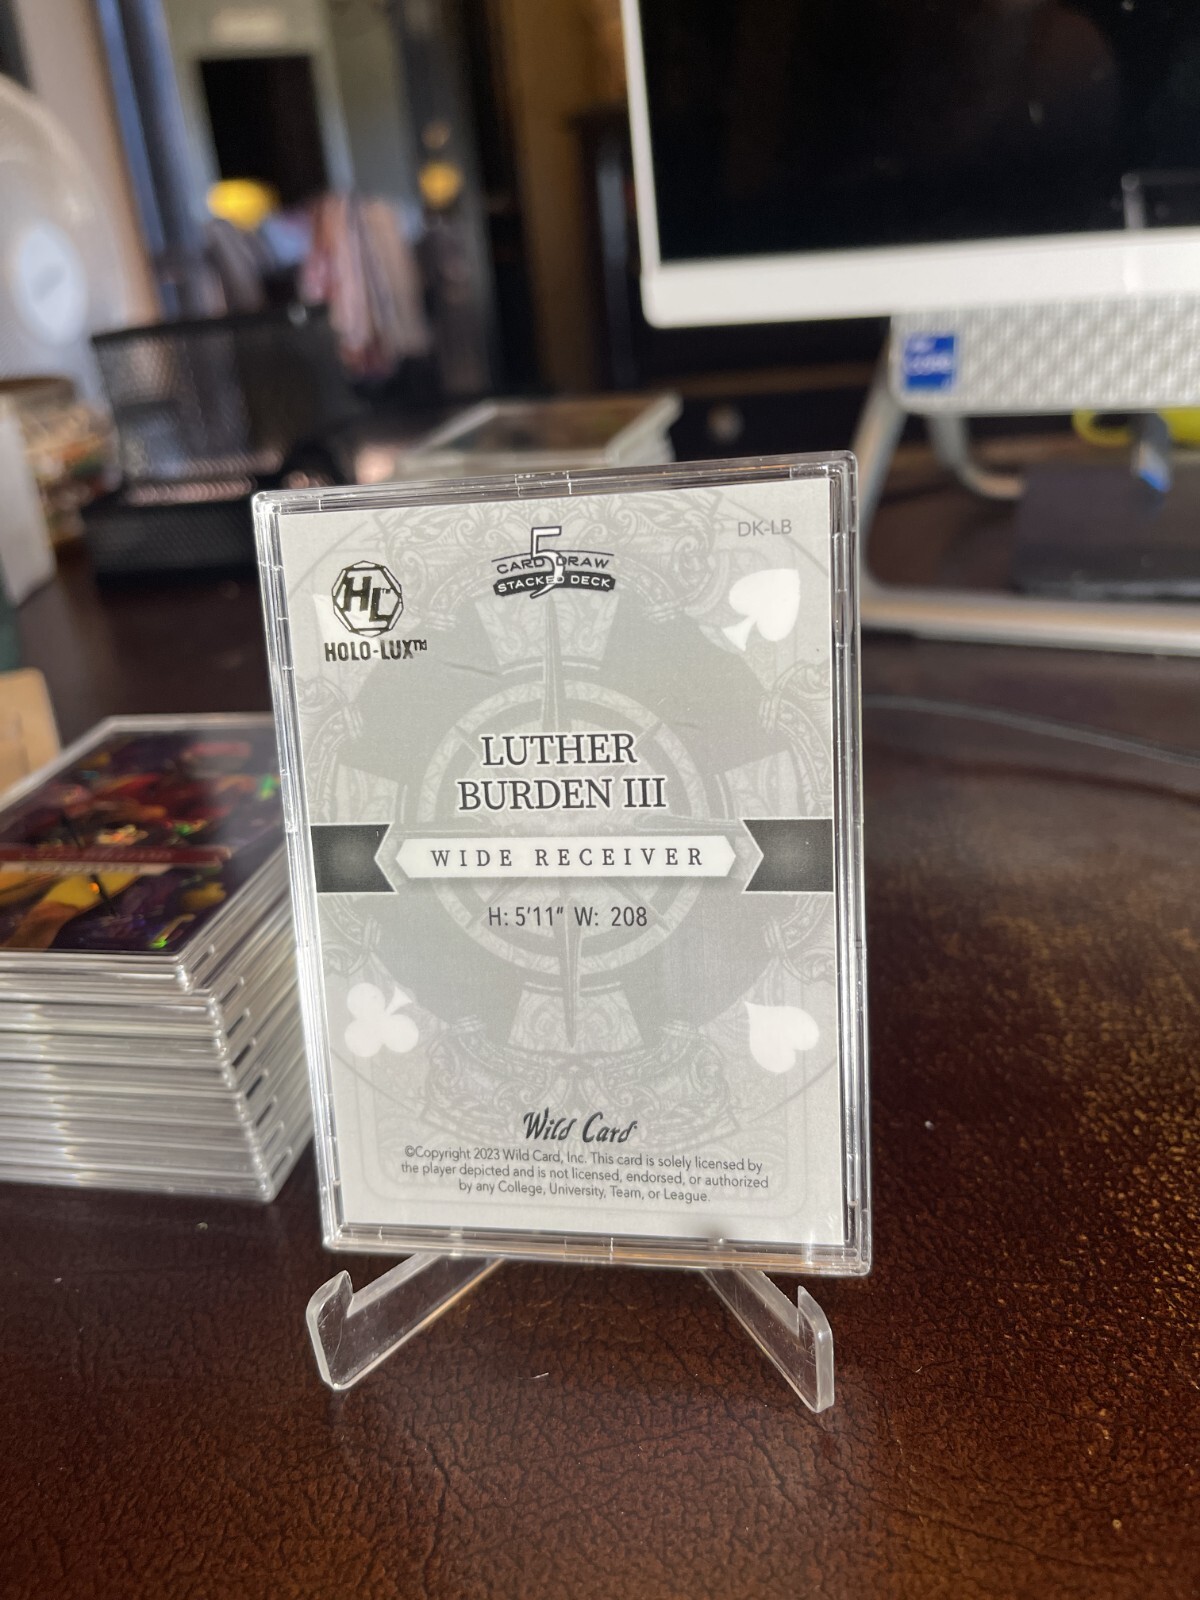 DK-LB
5
CARD DRAW
STACKED DECK
HL™
HOLO-LUX™
LUTHER
BURDEN III
WIDE RECEIVER
H: 5'11" W: 208
Wild Card
©Copyright 2023 Wild Card, Inc. This card is solely licensed by
the player depicted and is not licensed, endorsed, or authorized
by any College, University, Team, or League.